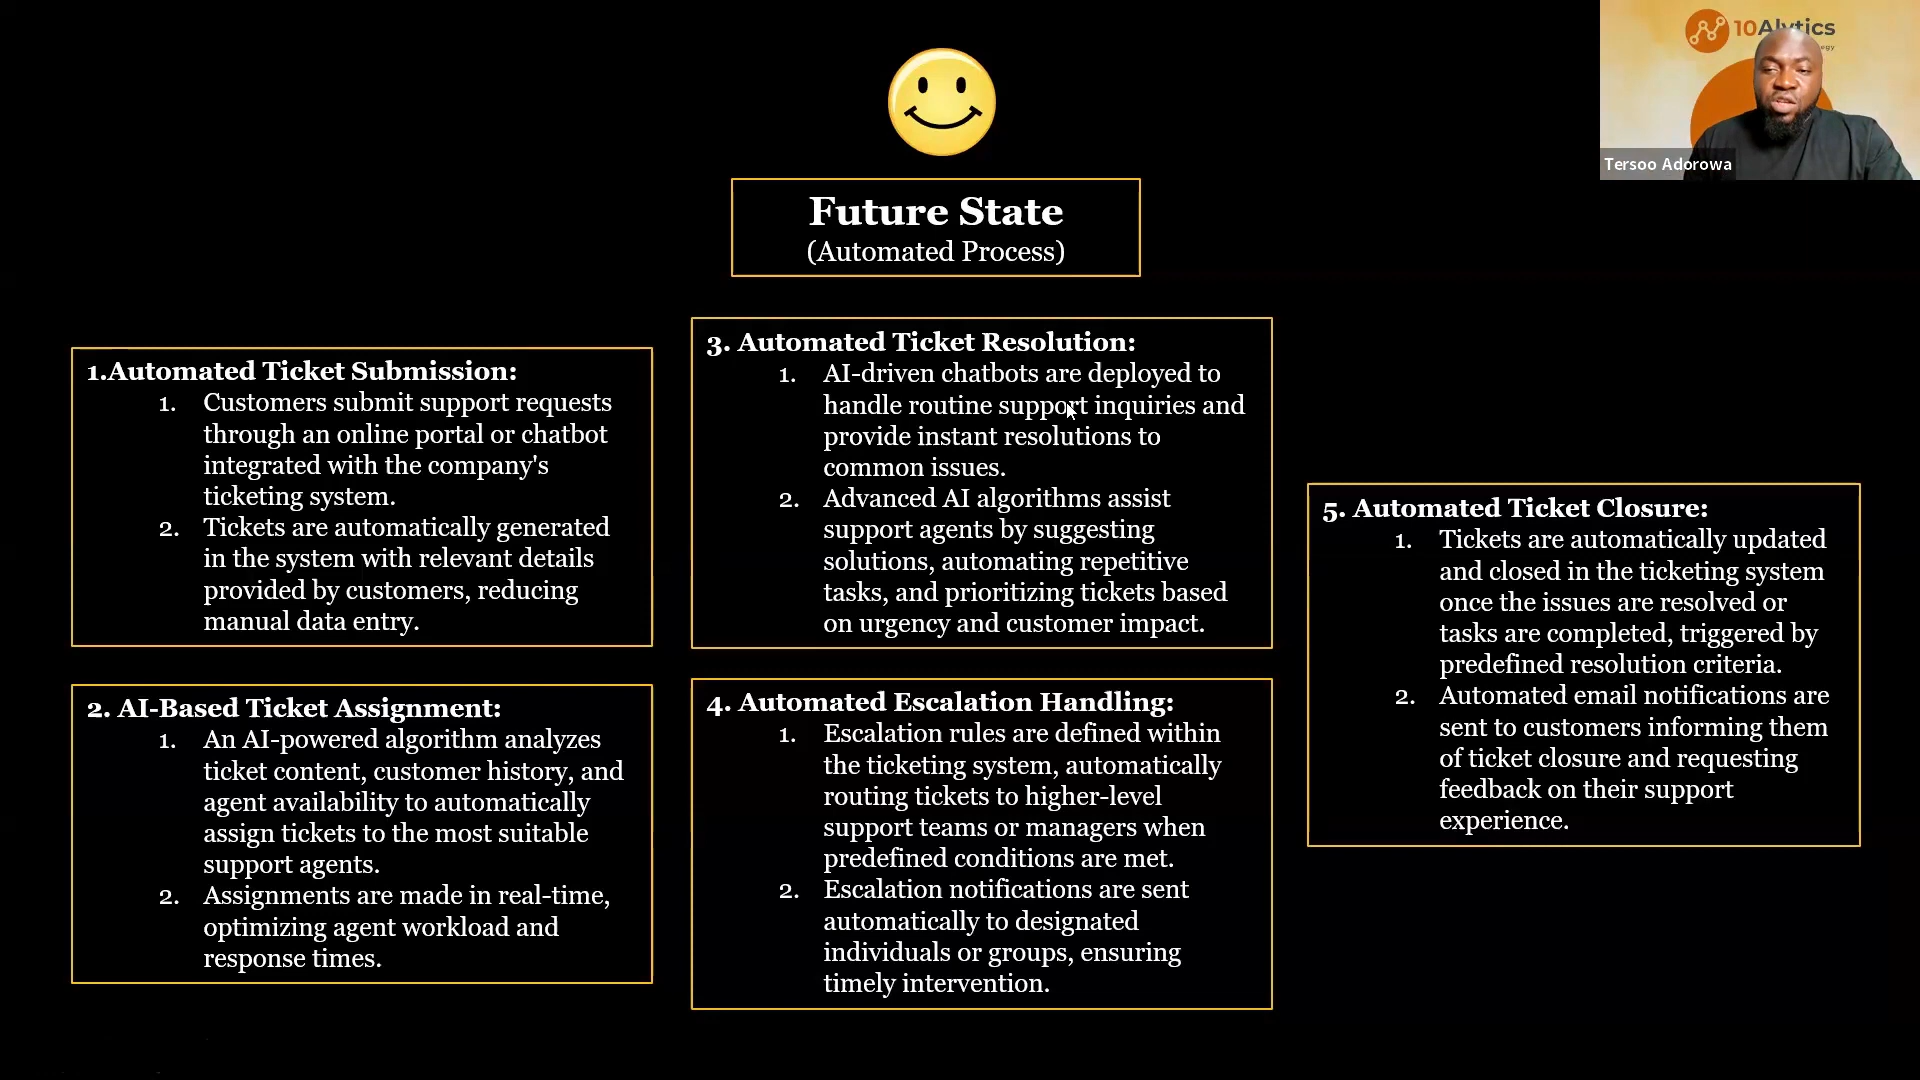 10Alytics
Tersoo Adorowa
Future State
(Automated Process)
1.Automated Ticket Submission:
1. Customers submit support requests
through an online portal or chatbot
integrated with the company's
ticketing system.
2. Tickets are automatically generated
in the system with relevant details
provided by customers, reducing
manual data entry.
2. AI-Based Ticket Assignment:
1. An AI-powered algorithm analyzes
ticket content, customer history, and
agent availability to automatically
assign tickets to the most suitable
support agents.
2. Assignments are made in real-time,
optimizing agent workload and
response times.
3. Automated Ticket Resolution:
1. AI-driven chatbots are deployed to
handle routine support inquiries and
provide instant resolutions to
common issues.
2. Advanced AI algorithms assist
support agents by suggesting
solutions, automating repetitive
tasks, and prioritizing tickets based
on urgency and customer impact.
4. Automated Escalation Handling:
1. Escalation rules are defined within
the ticketing system, automatically
routing tickets to higher-level
support teams or managers when
predefined conditions are met.
2. Escalation notifications are sent
automatically to designated
individuals or groups, ensuring
timely intervention.
5. Automated Ticket Closure:
1. Tickets are automatically updated
and closed in the ticketing system
once the issues are resolved or
tasks are completed, triggered by
predefined resolution criteria.
2. Automated email notifications are
sent to customers informing them
of ticket closure and requesting
feedback on their support
experience.